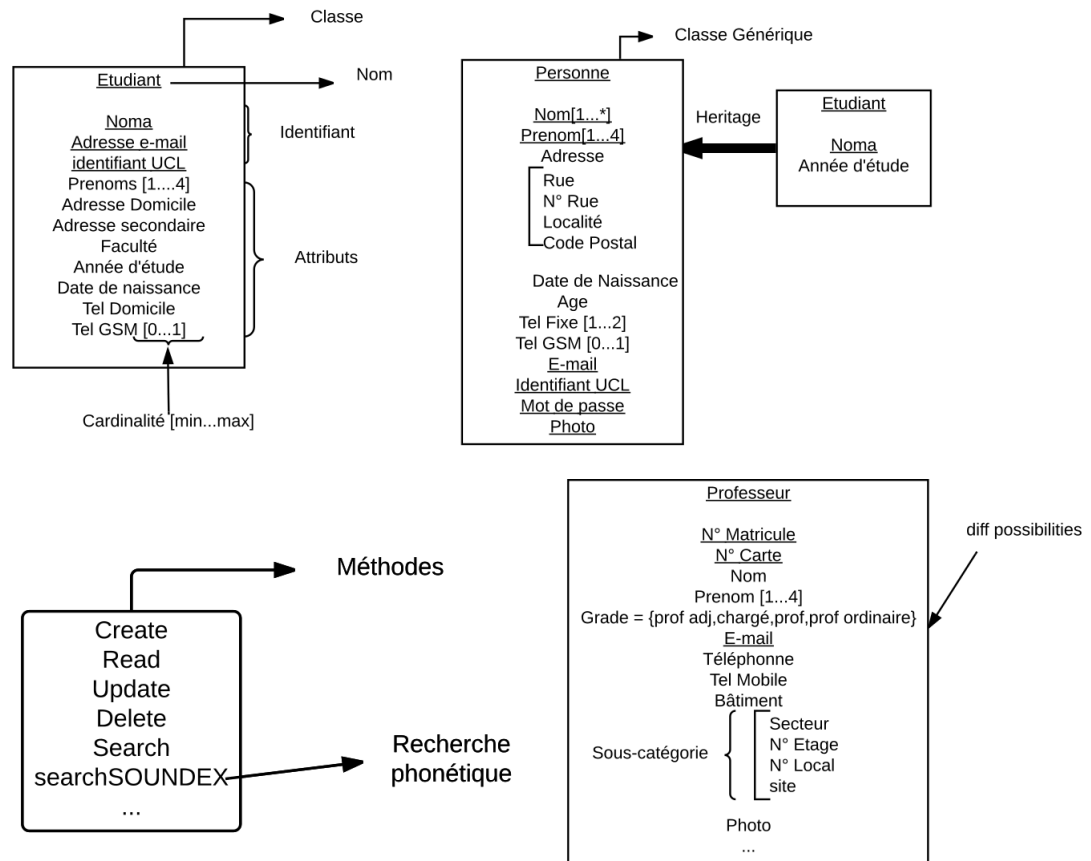 Classe
Etudiant
Nom
Noma
Adresse e-mail
identifiant UCL
Identifiant
Prenoms [1....4]
Adresse Domicile
Adresse secondaire
Faculté
Année d'étude
Date de naissance
Tel Domicile
Tel GSM [0...1]
Attributs
Cardinalité [min...max]
Classe Générique
Personne
Nom[1...*]
Prenom[1...4]
Adresse
Rue
N° Rue
Localité
Code Postal
Date de Naissance
Age
Tel Fixe [1...2]
Tel GSM [0...1]
E-mail
Identifiant UCL
Mot de passe
Photo
Heritage
Etudiant
Noma
Année d'étude
Méthodes
Create
Read
Update
Delete
Search
searchSOUNDEX
...
Recherche
phonétique
Professeur
N° Matricule
N° Carte
Nom
Prenom [1...4]
Grade = {prof adj,chargé,prof,prof ordinaire}
E-mail
Téléphonne
Tel Mobile
Bâtiment
Sous-catégorie
Secteur
N° Etage
N° Local
site
Photo
...
diff possibilities